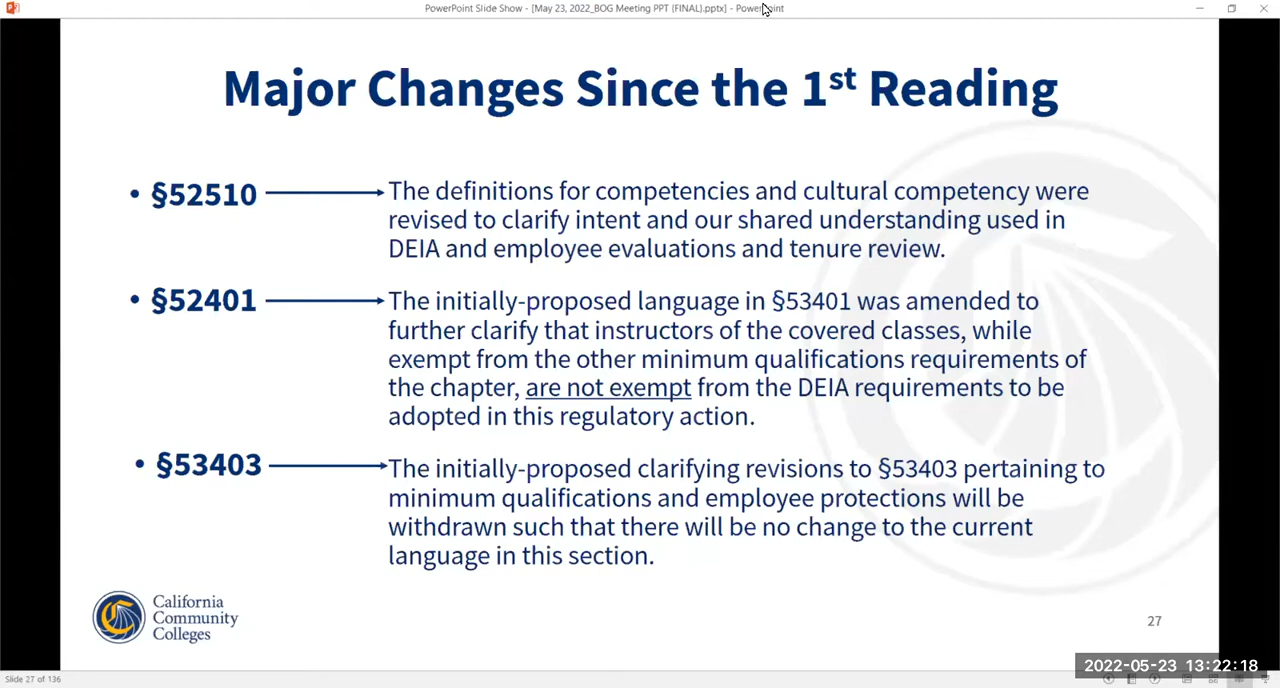 PowerPoint Slide Show - [May 23, 2022_BOG Meeting PPT (FINAL).pptx] - PowerPoint
Major Changes Since the 1st Reading
• §52510
The definitions for competencies and cultural competency were
revised to clarify intent and our shared understanding used in
DEIA and employee evaluations and tenure review.
• §52401
The initially-proposed language in §53401 was amended to
further clarify that instructors of the covered classes, while
exempt from the other minimum qualifications requirements of
the chapter, are not exempt from the DEIA requirements to be
adopted in this regulatory action.
• §53403
The initially-proposed clarifying revisions to §53403 pertaining to
minimum qualifications and employee protections will be
withdrawn such that there will be no change to the current
language in this section.
California
Community
Colleges
27
2022-05-23 13:22:18
Slide 27 of 136